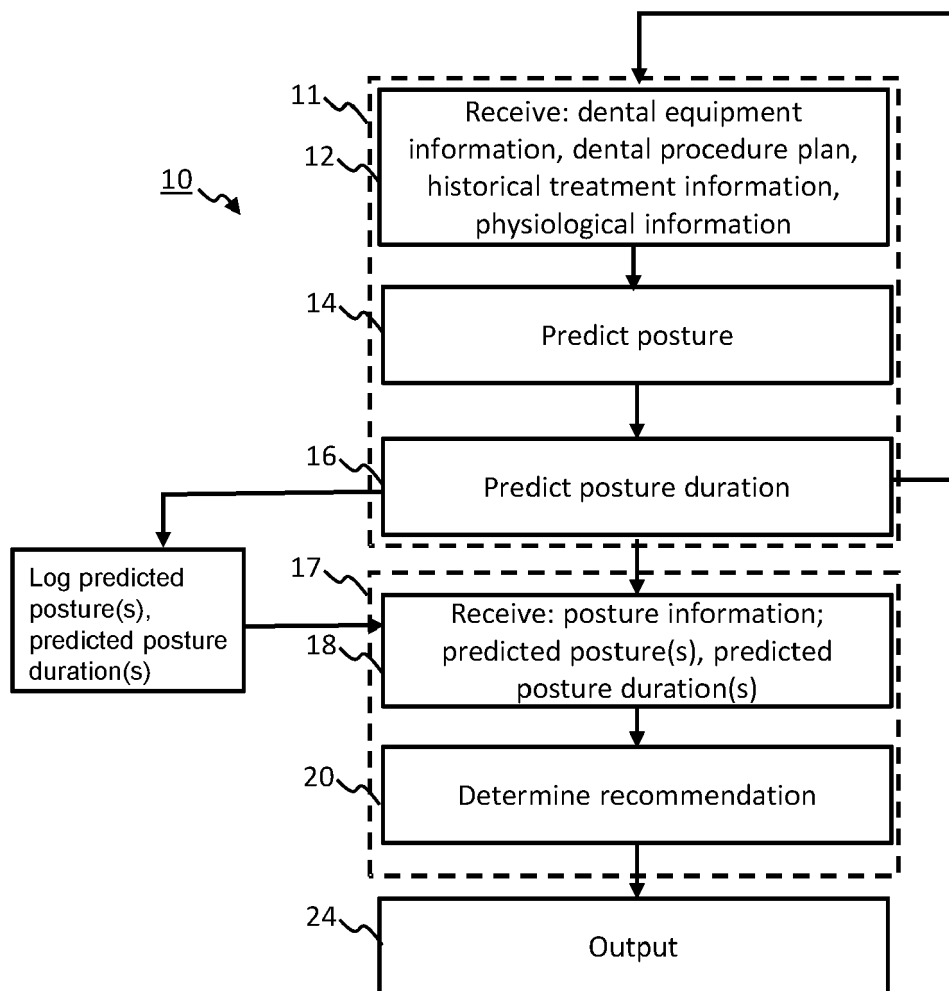 10
11
12
Receive: dental equipment
information, dental procedure plan,
historical treatment information,
physiological information
14
Predict posture
16
Predict posture duration
Log predicted
posture(s),
predicted posture
duration(s)
17
18
Receive: posture information;
predicted posture(s), predicted
posture duration(s)
20
Determine recommendation
24
Output